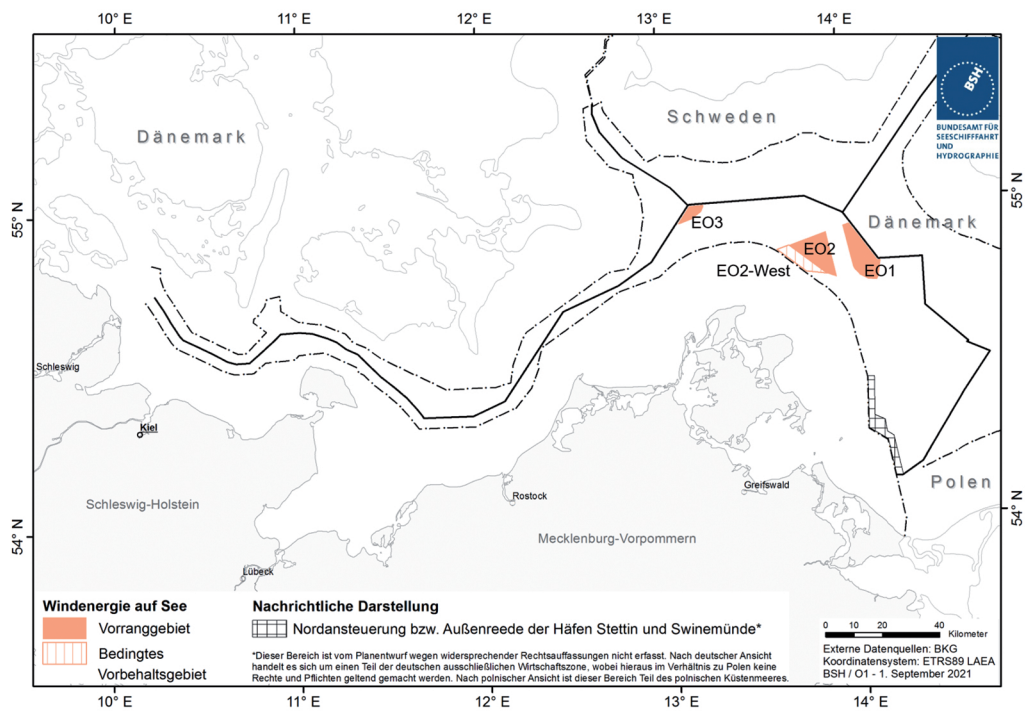 10° E 11° E 12° E 13° E 14° E
BSH
BUNDESAMT FÜR
SEESCHIFFFAHRT
UND
HYDROGRAPHIE
Dänemark
Schweden
55° N
55° N
Dänemark
EO3
EO2
EO2-West
EO1
Schleswig
Kiel
Polen
Greifswald
Rostock
Schleswig-Holstein
54° N
54° N
Mecklenburg-Vorpommern
Lübeck
Windenergie auf See
Vorranggebiet
Bedingtes
Vorbehaltsgebiet
Nachrichtliche Darstellung
Nordansteuerung bzw. Außenreede der Häfen Stettin und Swinemünde*
*Dieser Bereich ist vom Planentwurf wegen widersprechender Rechtsauffassungen nicht erfasst. Nach deutscher Ansicht
handelt es sich um einen Teil der deutschen ausschließlichen Wirtschaftszone, wobei hieraus im Verhältnis zu Polen keine
Rechte und Pflichten geltend gemacht werden. Nach polnischer Ansicht ist dieser Bereich Teil des polnischen Küstenmeeres.
0 10 20 40
Kilometer
Externe Datenquellen: BKG
Koordinatensystem: ETRS89 LAEA
BSH / O1 - 1. September 2021
10° E 11° E 12° E 13° E 14° E